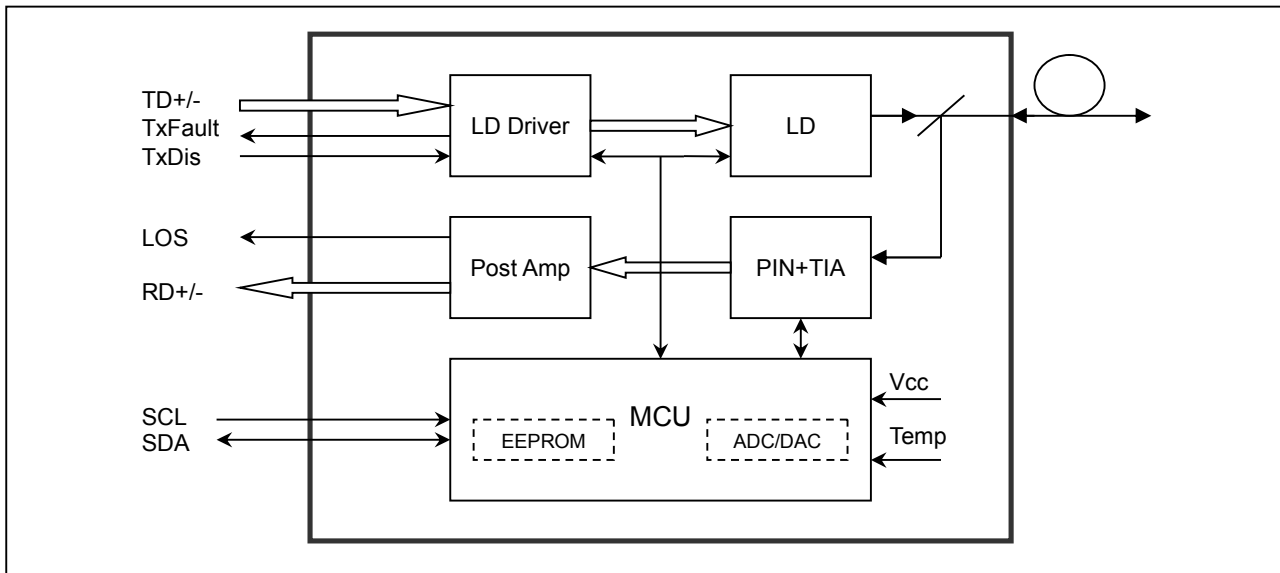 TD+/-
TxFault
TxDis
LD Driver
LD
LOS
RD+/-
Post Amp
PIN+TIA
SCL
SDA
MCU
EEPROM
ADC/DAC
Vcc
Temp